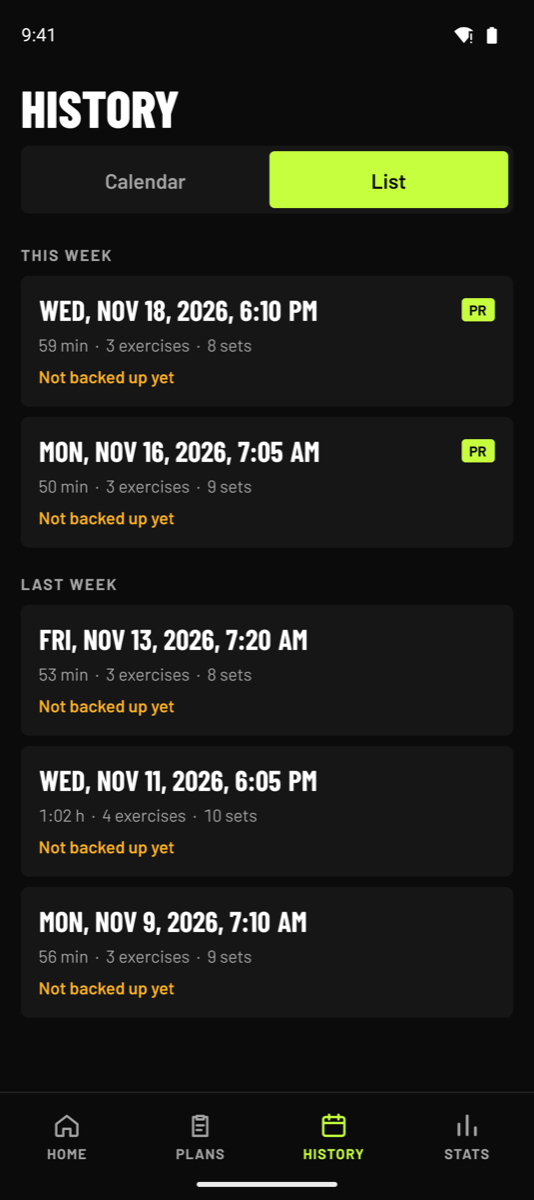 9:41
HISTORY
Calendar
List
THIS WEEK
WED, NOV 18, 2026, 6:10 PM
PR
59 min · 3 exercises · 8 sets
Not backed up yet
MON, NOV 16, 2026, 7:05 AM
PR
50 min · 3 exercises · 9 sets
Not backed up yet
LAST WEEK
FRI, NOV 13, 2026, 7:20 AM
53 min · 3 exercises · 8 sets
Not backed up yet
WED, NOV 11, 2026, 6:05 PM
1:02 h · 4 exercises · 10 sets
Not backed up yet
MON, NOV 9, 2026, 7:10 AM
56 min · 3 exercises · 9 sets
Not backed up yet
HOME
PLANS
HISTORY
STATS